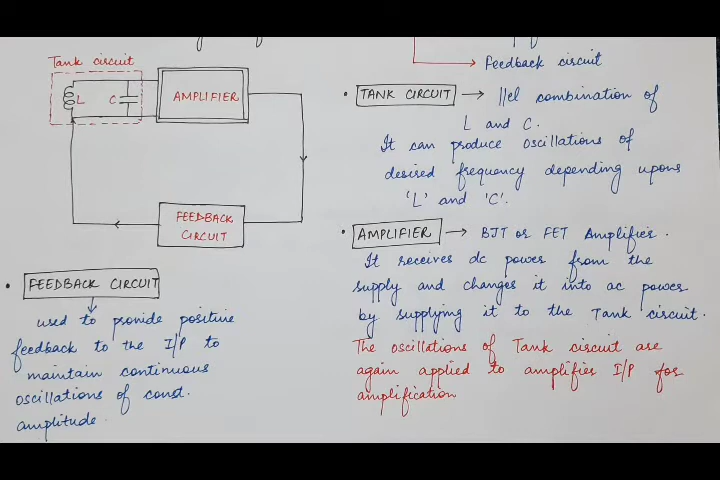 Tank circuit
L
C
AMPLIFIER
FEEDBACK
CIRCUIT
• FEEDBACK CIRCUIT
used to provide positive
feedback to the I/P to
maintain continuous
oscillations of const.
amplitude.
Feedback circuit
• TANK CIRCUIT → ||el combination of
L and C.
It can produce oscillations of
desired frequency depending upons
'L' and 'C'.
• AMPLIFIER → BJT or FET Amplifier.
It receives dc power from the
supply and changes it into ac power
by supplying it to the Tank circuit.
The oscillations of Tank circuit are
again applied to amplifies I/P for
amplification